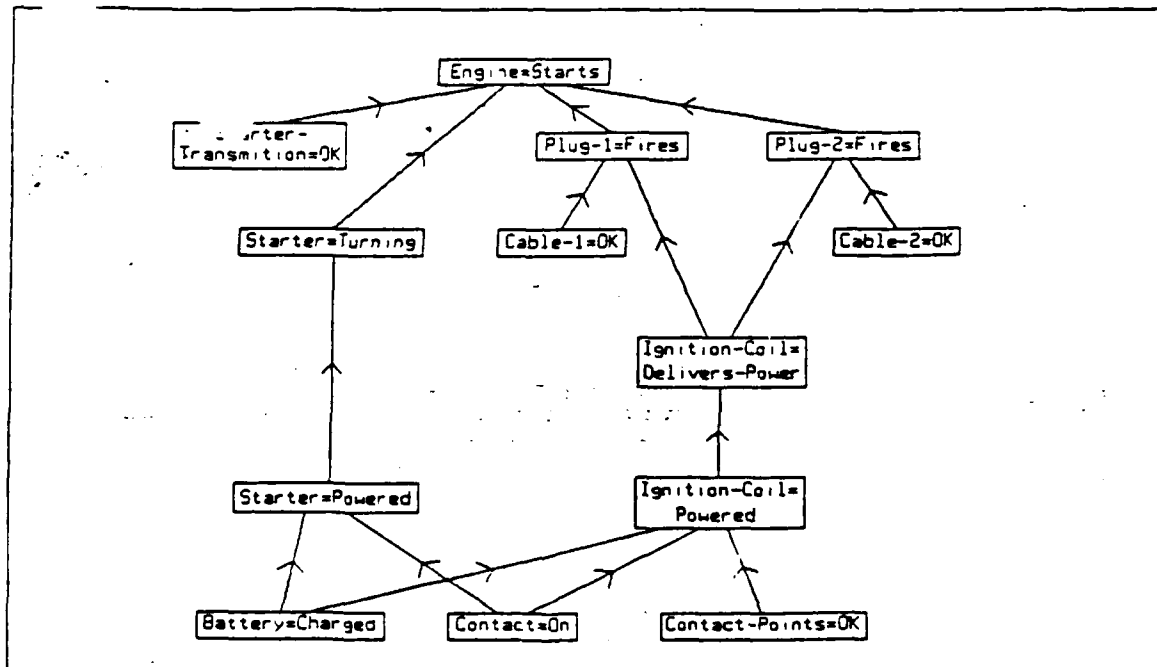 Engine=Starts
Transmition=OK
Plug-1=Fires
Plug-2=Fires
Starter=Turning
Cable-1=OK
Cable-2=OK
Ignition-Coil=
Delivers-Power
Starter=Powered
Ignition-Coil=
Powered
Battery=Charged
Contact=On
Contact-Points=OK